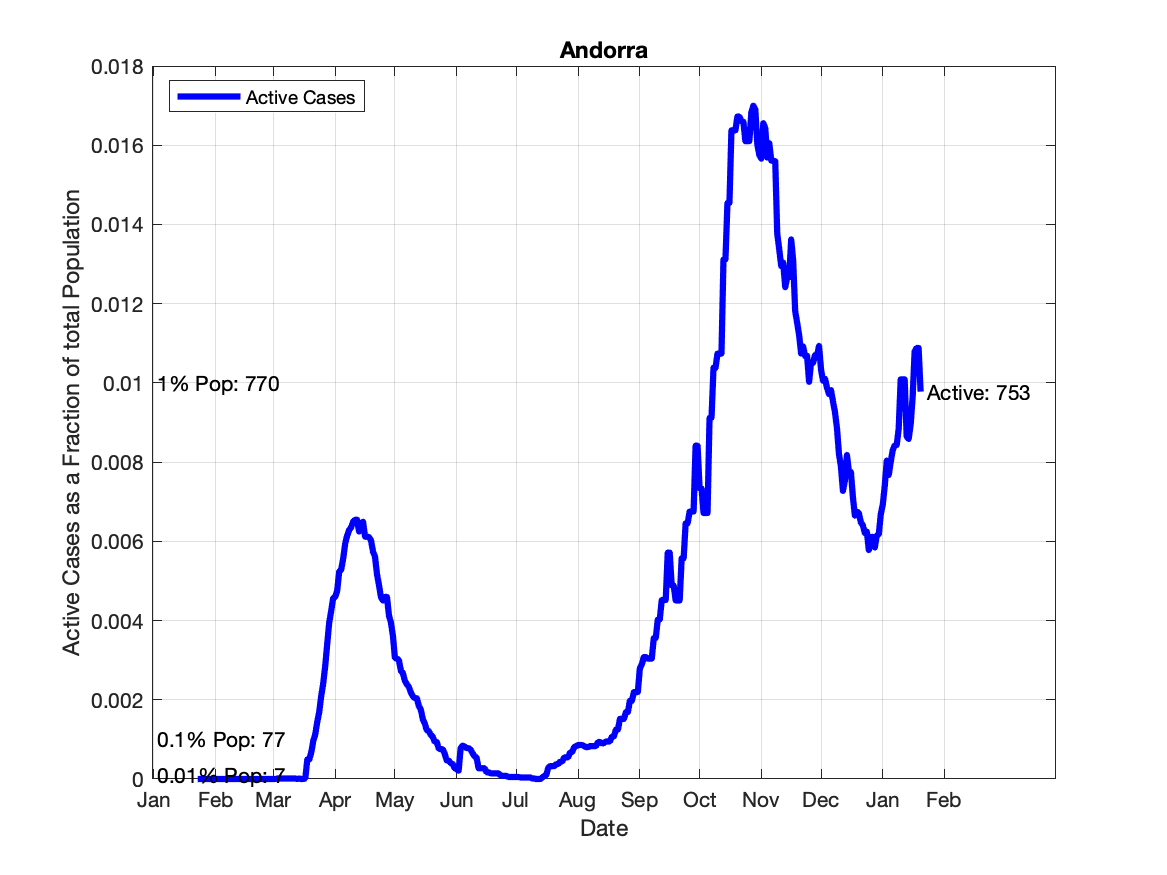 Andorra
Active Cases
0.018
0.016
0.014
0.012
0.01
0.008
0.006
0.004
0.002
0
Active Cases as a Fraction of total Population
1% Pop: 770
0.1% Pop: 77
0.01% Pop: 7
Active: 753
Jan Feb Mar Apr May Jun Jul Aug Sep Oct Nov Dec Jan Feb
Date